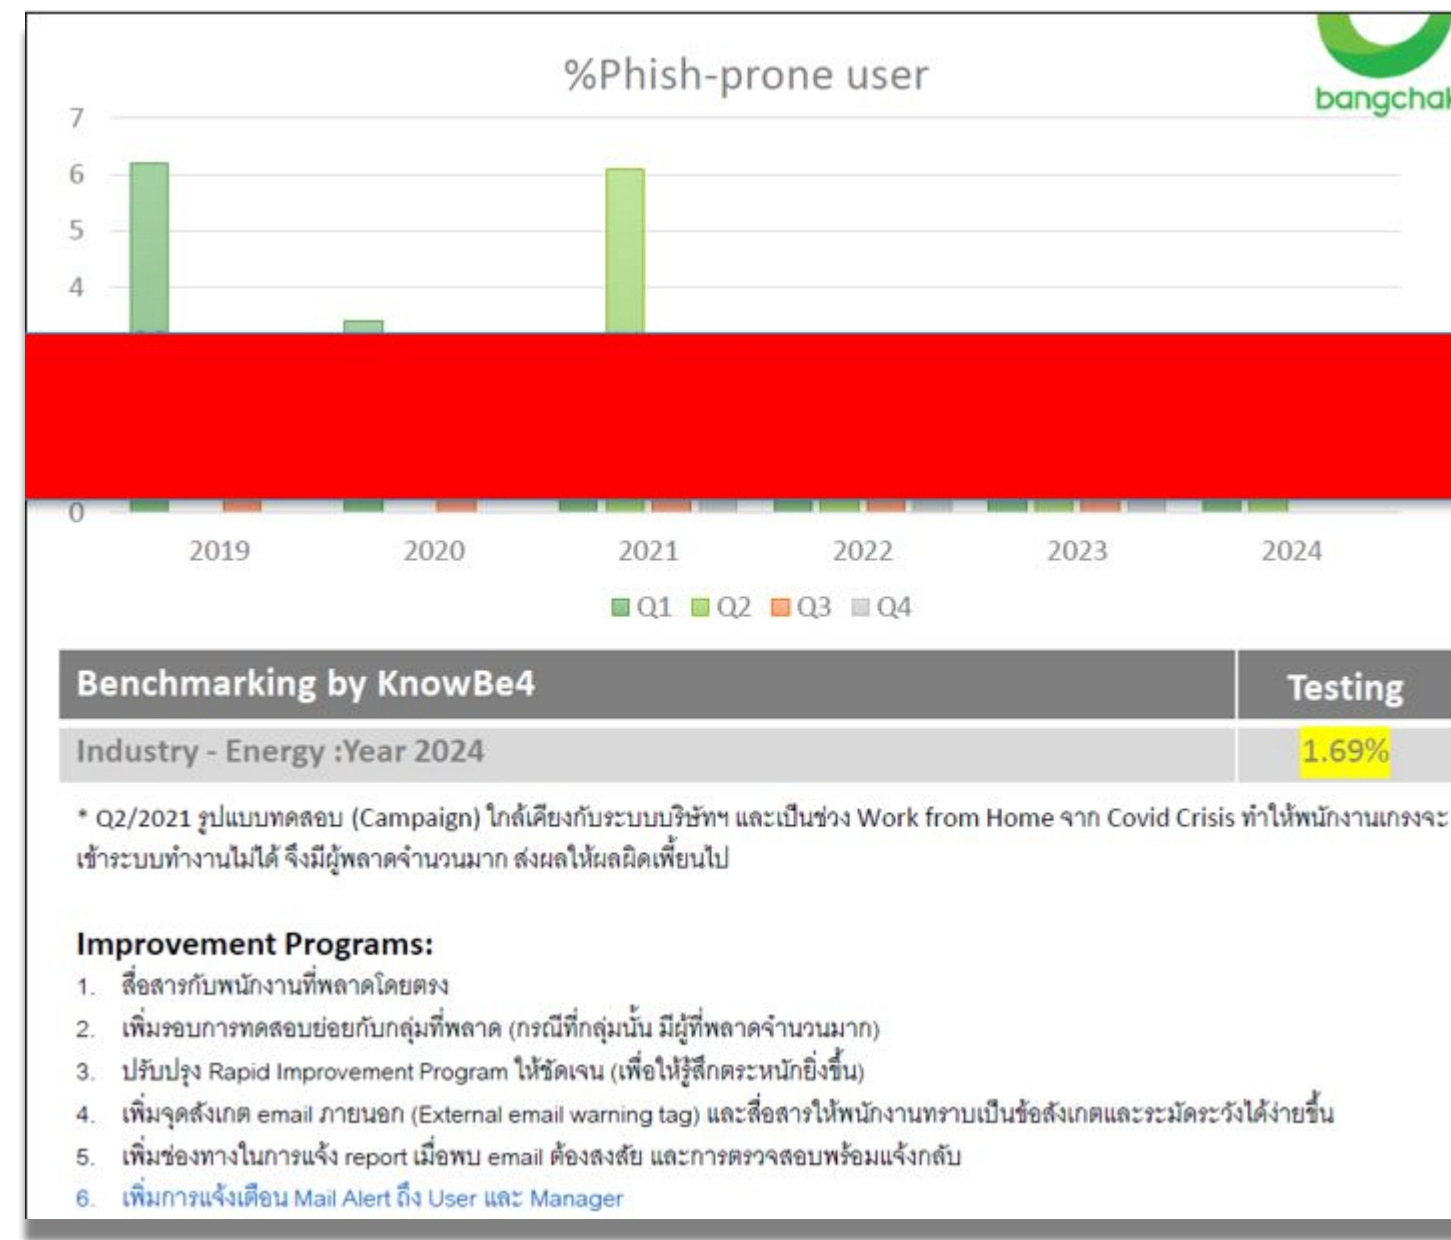 %Phish-prone user
bangchak
7
6
5
4
0
2019 2020 2021 2022 2023 2024
Q1 Q2 Q3 Q4
Benchmarking by KnowBe4 Testing
Industry - Energy :Year 2024 1.69%
* Q2/2021 รูปแบบทดสอบ (Campaign) ใกล้เคียงกับระบบบริษัทฯ และเป็นช่วง Work from Home จาก Covid Crisis ทำให้พนักงานเกรงจะ
เข้าระบบทำงานไม่ได้ จึงมีผู้พลาดจำนวนมาก ส่งผลให้ผลผิดเพี้ยนไป
Improvement Programs:
1. สื่อสารกับพนักงานที่พลาดโดยตรง
2. เพิ่มรอบการทดสอบย่อยกับกลุ่มที่พลาด (กรณีที่กลุ่มนั้น มีผู้ที่พลาดจำนวนมาก)
3. ปรับปรุง Rapid Improvement Program ให้ชัดเจน (เพื่อให้รู้สึกตระหนักยิ่งขึ้น)
4. เพิ่มจุดสังเกต email ภายนอก (External email warning tag) และสื่อสารให้พนักงานทราบเป็นข้อสังเกตและระมัดระวังได้ง่ายขึ้น
5. เพิ่มช่องทางในการแจ้ง report เมื่อพบ email ต้องสงสัย และการตรวจสอบพร้อมแจ้งกลับ
6. เพิ่มการแจ้งเตือน Mail Alert ถึง User และ Manager